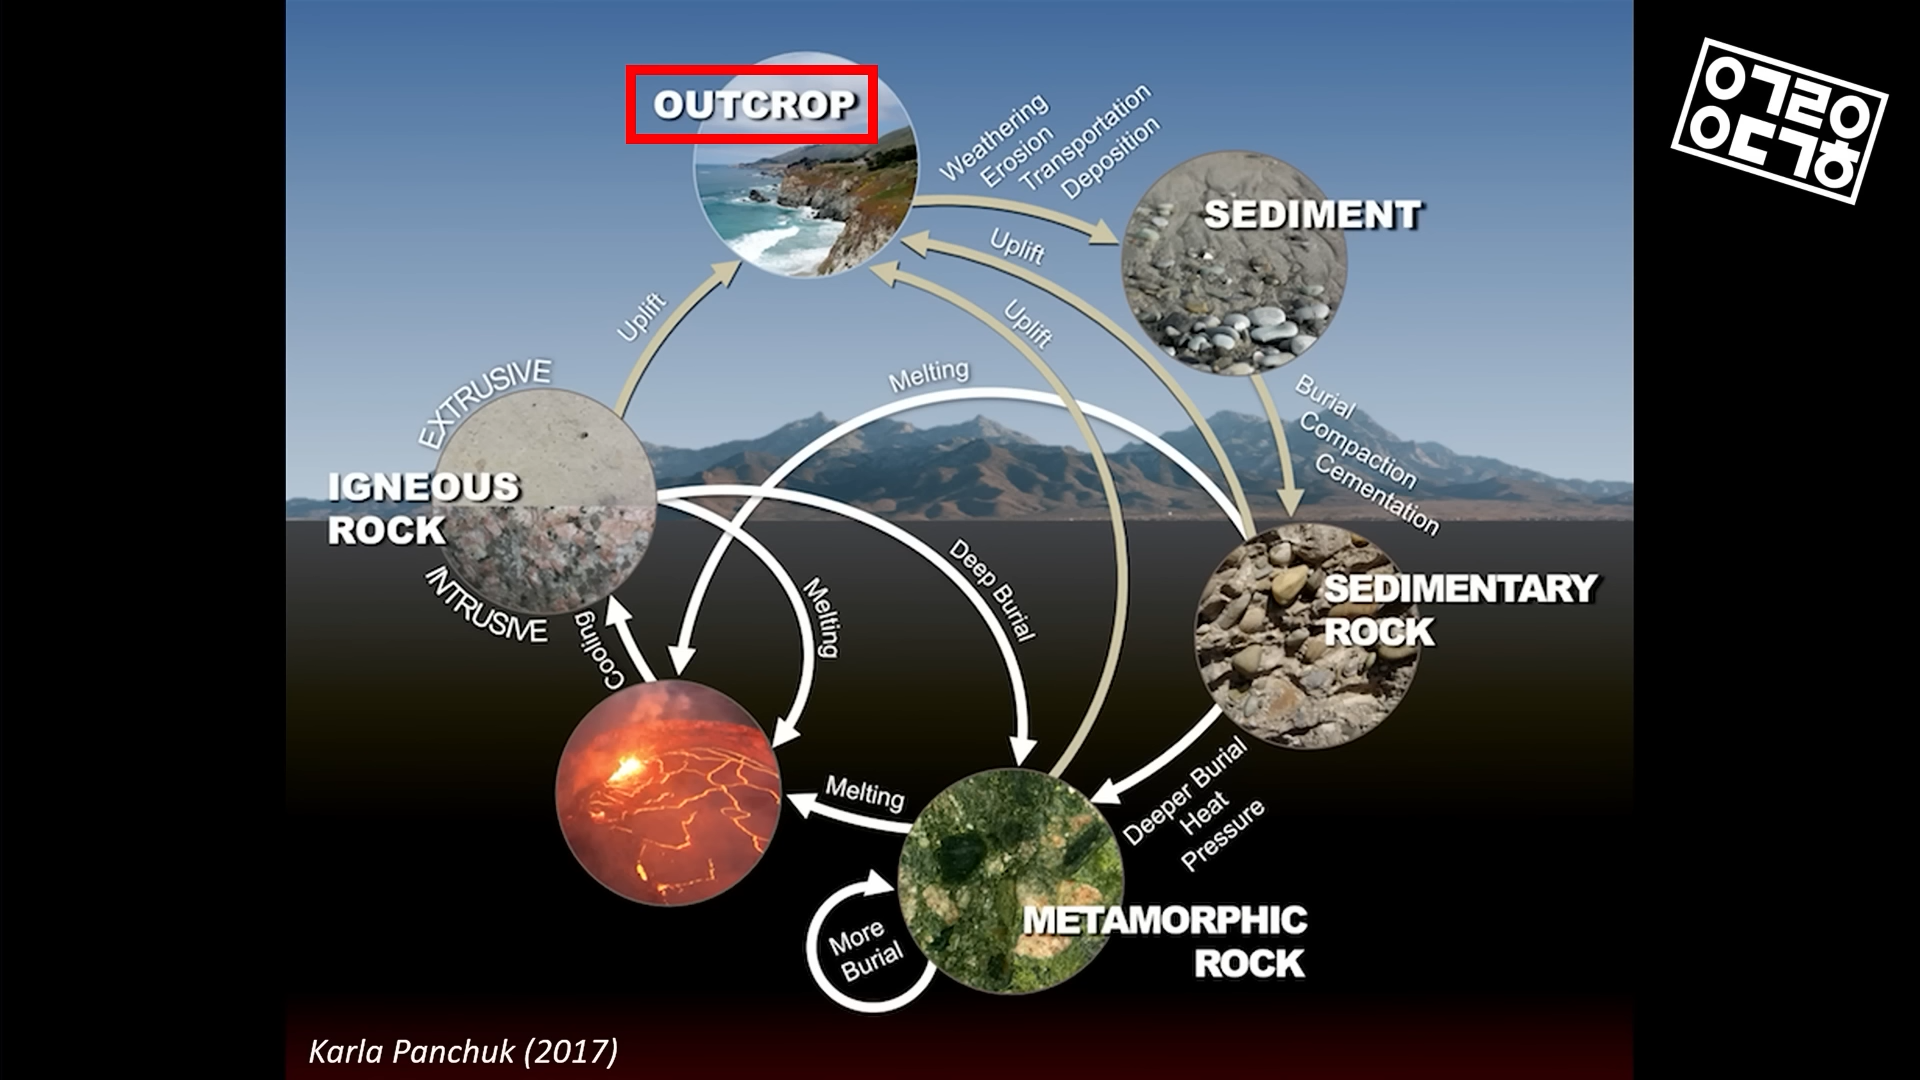 OUTCROP
Weathering
Erosion
Transportation
Deposition
SEDIMENT
Uplift
Uplift
Uplift
Melting
Burial
Compaction
Cementation
EXTRUSIVE
IGNEOUS
ROCK
INTRUSIVE
Cooling
Melting
Deep Burial
SEDIMENTARY
ROCK
Melting
Deeper Burial
Heat
Pressure
More
Burial
METAMORPHIC
ROCK
Karla Panchuk (2017)